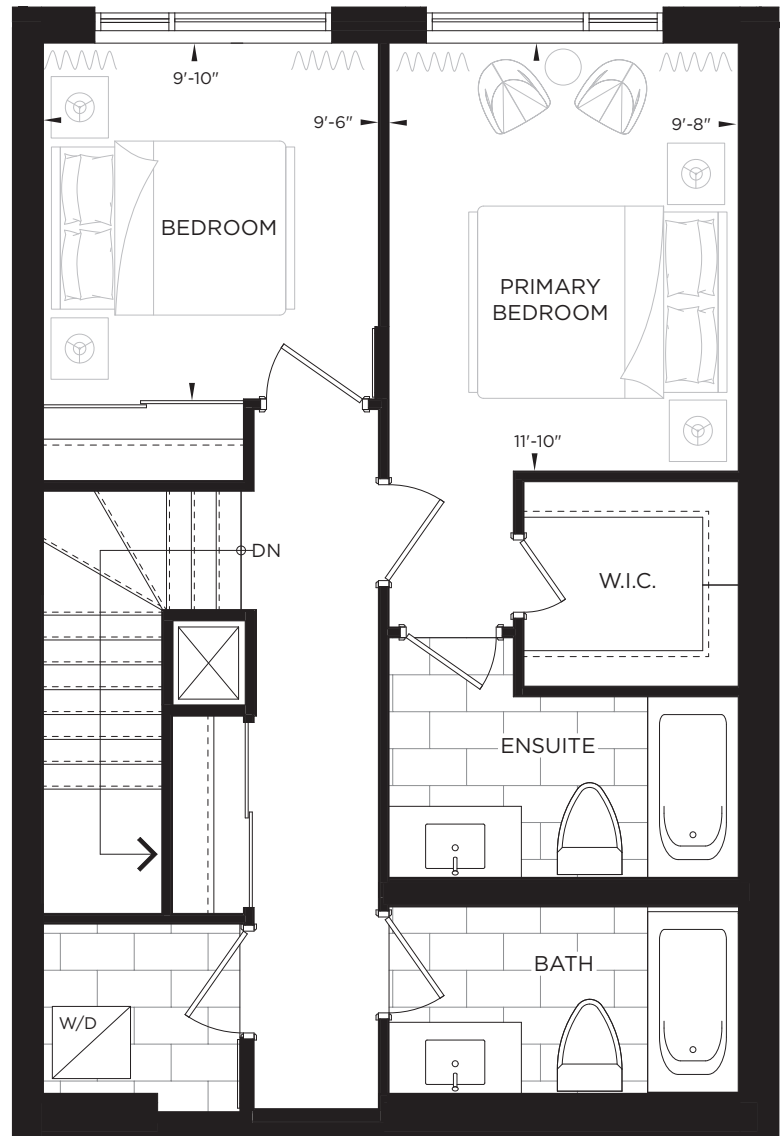 9'-10"
9'-6"
9'-8"
BEDROOM
PRIMARY
BEDROOM
11'-10"
DN
W.I.C.
ENSUITE
BATH
W/D